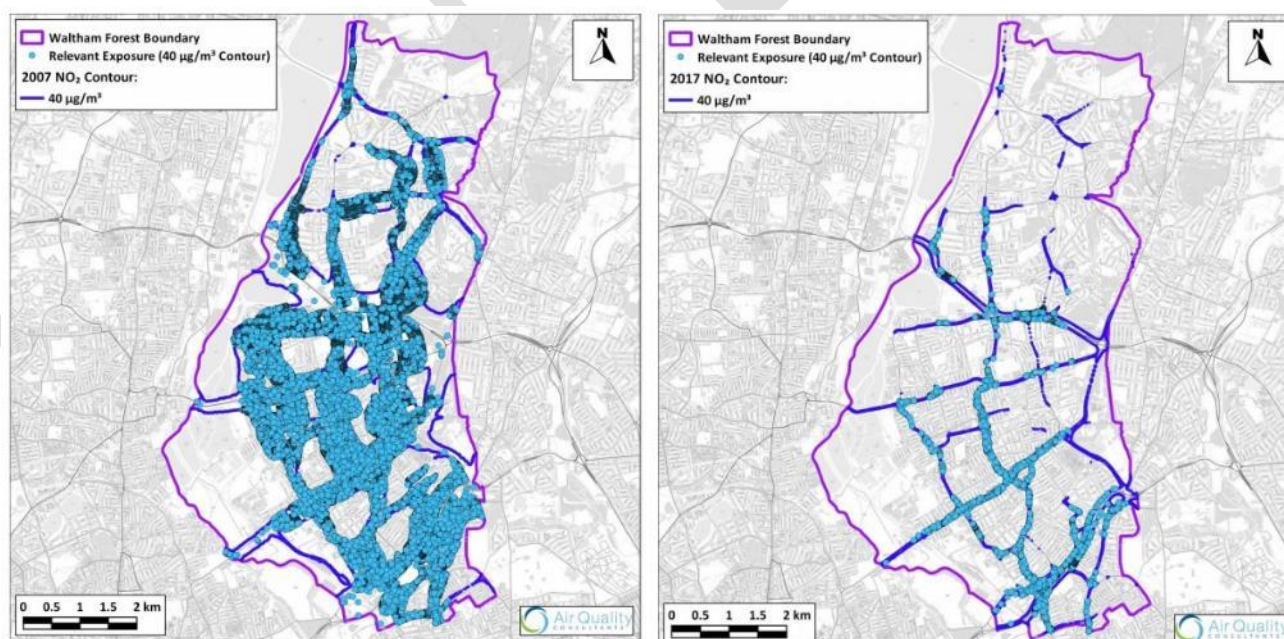 Waltham Forest Boundary
Relevant Exposure (40 µg/m³ Contour)
2007 NO₂ Contour:
40 µg/m³
N
0 0.5 1 1.5 2 km
Air Quality
CONSULTANTS
Waltham Forest Boundary
Relevant Exposure (40 µg/m³ Contour)
2017 NO₂ Contour:
40 µg/m³
N
0 0.5 1 1.5 2 km
Air Quality
CONSULTANTS